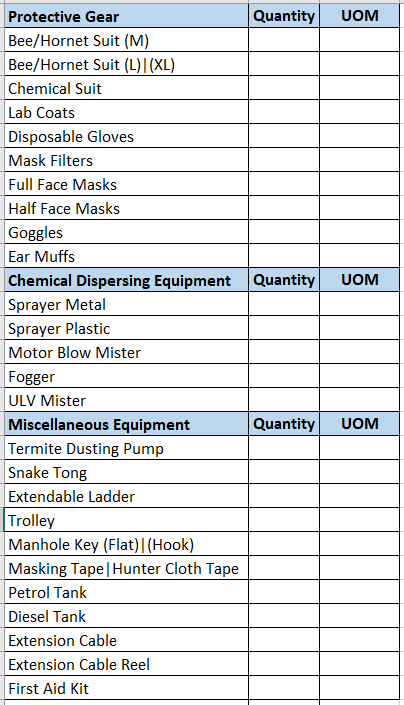 Protective Gear Quantity UOM
Bee/Hornet Suit (M)
Bee/Hornet Suit (L)|(XL)
Chemical Suit
Lab Coats
Disposable Gloves
Mask Filters
Full Face Masks
Half Face Masks
Goggles
Ear Muffs
Chemical Dispersing Equipment Quantity UOM
Sprayer Metal
Sprayer Plastic
Motor Blow Mister
Fogger
ULV Mister
Miscellaneous Equipment Quantity UOM
Termite Dusting Pump
Snake Tong
Extendable Ladder
Trolley
Manhole Key (Flat)|(Hook)
Masking Tape|Hunter Cloth Tape
Petrol Tank
Diesel Tank
Extension Cable
Extension Cable Reel
First Aid Kit